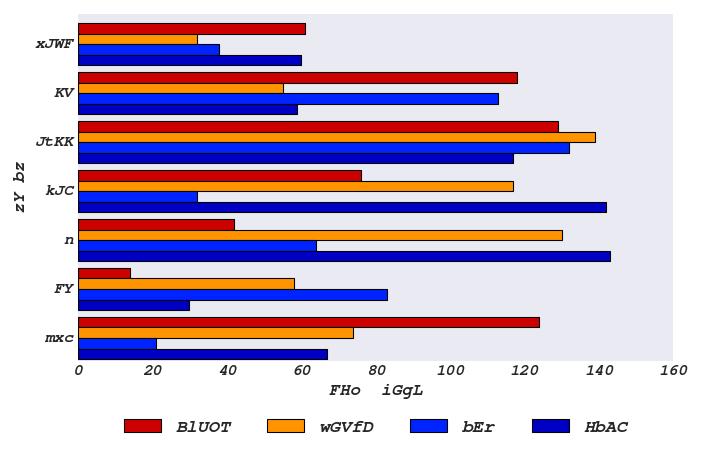 xJWF
KV
JtKK
kJC
n
FY
mxc
zY bz
0 20 40 60 80 100 120 140 160
FHo  iGgL
BlUOT wGVfD bEr HbAC